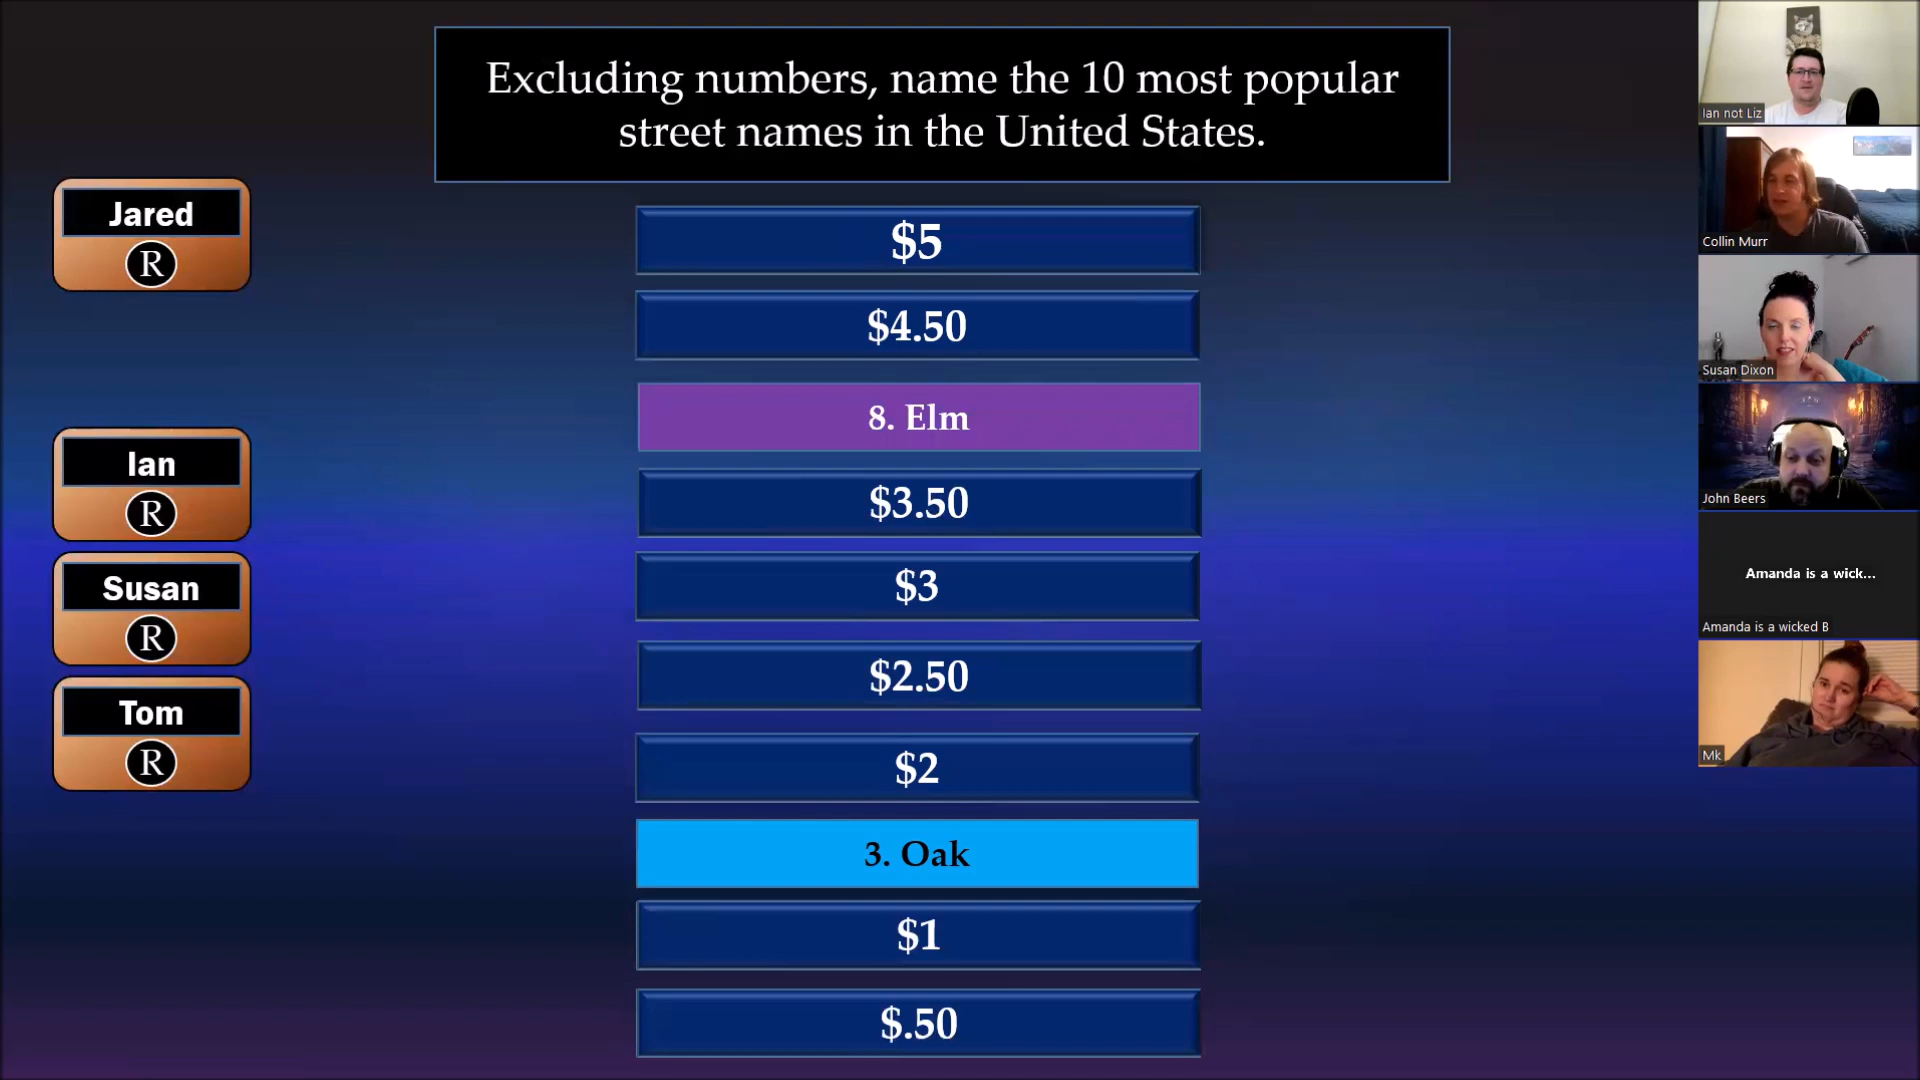 Excluding numbers, name the 10 most popular
street names in the United States.
Jared
R
Ian
R
Susan
R
Tom
R
$5
$4.50
8. Elm
$3.50
$3
$2.50
$2
3. Oak
$1
$.50
Ian not Liz
Collin Murr
Susan Dixon
John Beers
Amanda is a wick...
Amanda is a wicked B
Mk